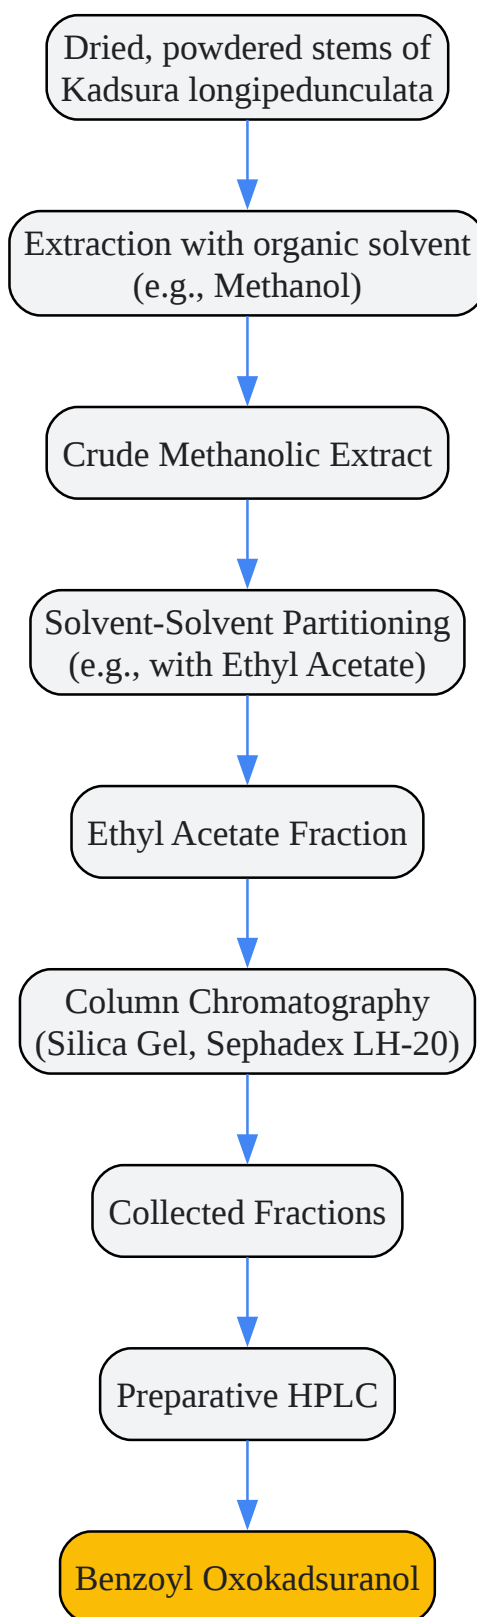 Dried, powdered stems of
Kadsura longipedunculata
Extraction with organic solvent
(e.g., Methanol)
Crude Methanolic Extract
Solvent-Solvent Partitioning
(e.g., with Ethyl Acetate)
Ethyl Acetate Fraction
Column Chromatography
(Silica Gel, Sephadex LH-20)
Collected Fractions
Preparative HPLC
Benzoyl Oxokadsuranol